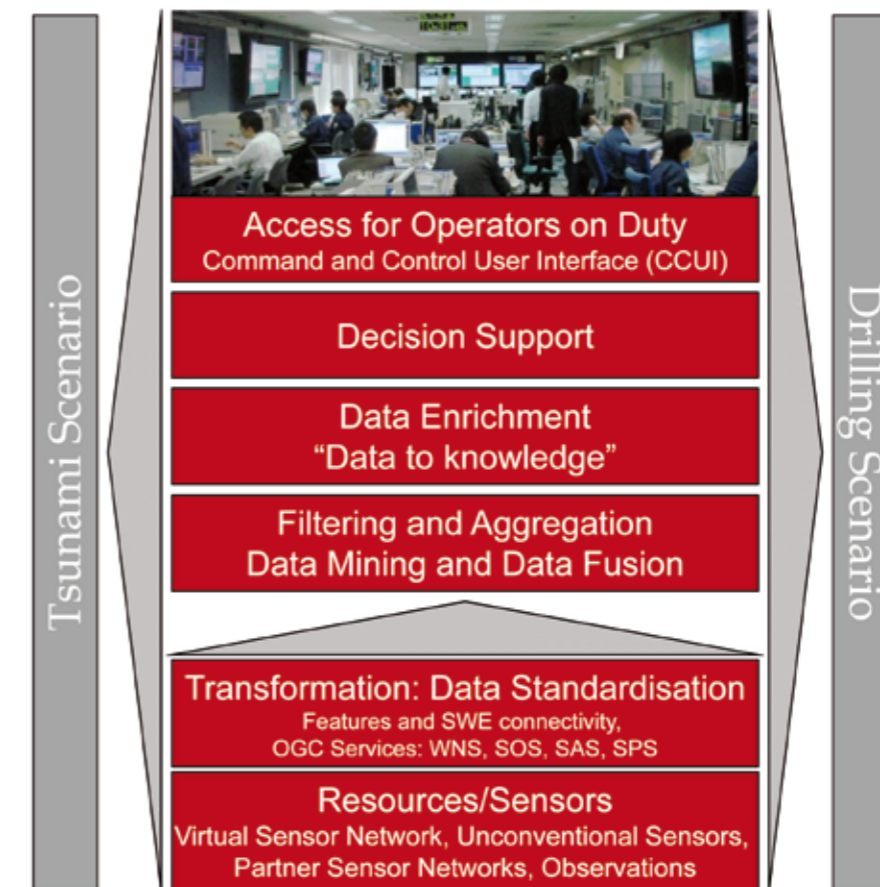 Tsunami Scenario
Access for Operators on Duty
Command and Control User Interface (CCUI)
Decision Support
Data Enrichment
“Data to knowledge”
Filtering and Aggregation
Data Mining and Data Fusion
Transformation: Data Standardisation
Features and SWE connectivity,
OGC Services: WNS, SOS, SAS, SPS
Resources/Sensors
Virtual Sensor Network, Unconventional Sensors,
Partner Sensor Networks, Observations
Drilling Scenario